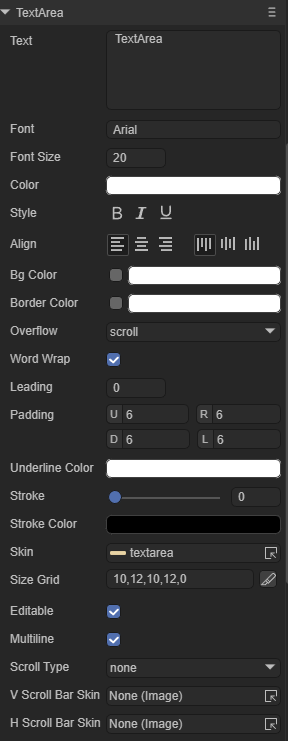 TextArea
Text TextArea
Font Arial
Font Size 20
Color
Style B I U
Align
Bg Color
Border Color
Overflow scroll
Word Wrap
Leading 0
Padding U 6 R 6
D 6 L 6
Underline Color
Stroke 0
Stroke Color
Skin textarea
Size Grid 10,12,10,12,0
Editable
Multiline
Scroll Type none
V Scroll Bar Skin None (Image)
H Scroll Bar Skin None (Image)